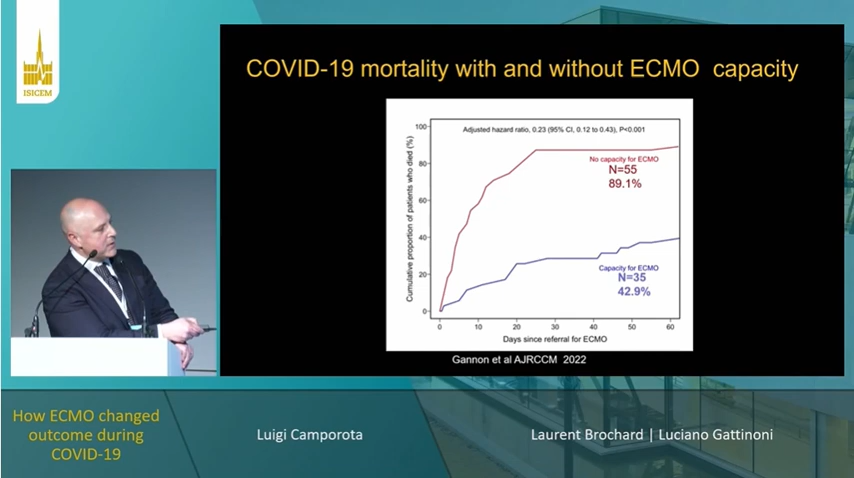 ISICEM
COVID-19 mortality with and without ECMO capacity
Adjusted hazard ratio, 0.23 (95% CI, 0.12 to 0.43), P<0.001
Cumulative proportion of patients who died (%)
100
80
60
40
20
0
No capacity for ECMO
N=55
89.1%
Capacity for ECMO
N=35
42.9%
0 10 20 30 40 50 60
Days since referral for ECMO
Gannon et al AJRCCM 2022
How ECMO changed
outcome during
COVID-19
Luigi Camporota
Laurent Brochard | Luciano Gattinoni